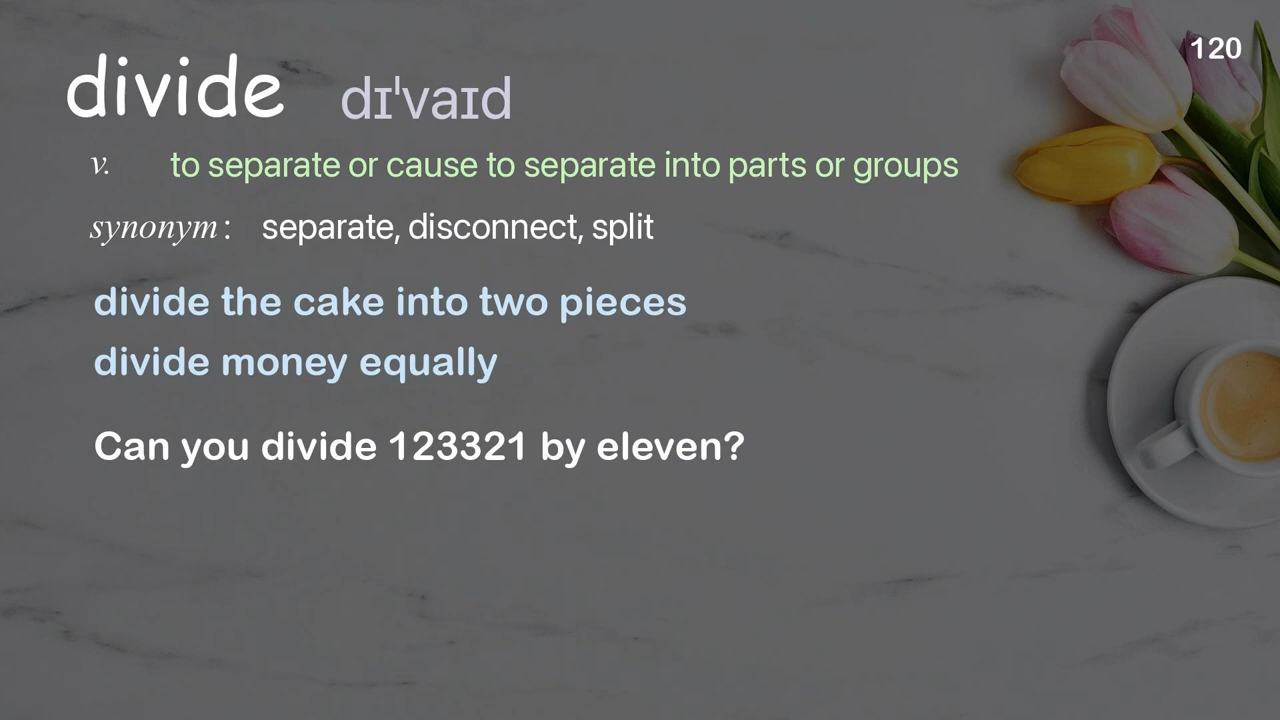 120
divide dɪˈvaɪd
v. to separate or cause to separate into parts or groups
synonym: separate, disconnect, split
divide the cake into two pieces
divide money equally
Can you divide 123321 by eleven?